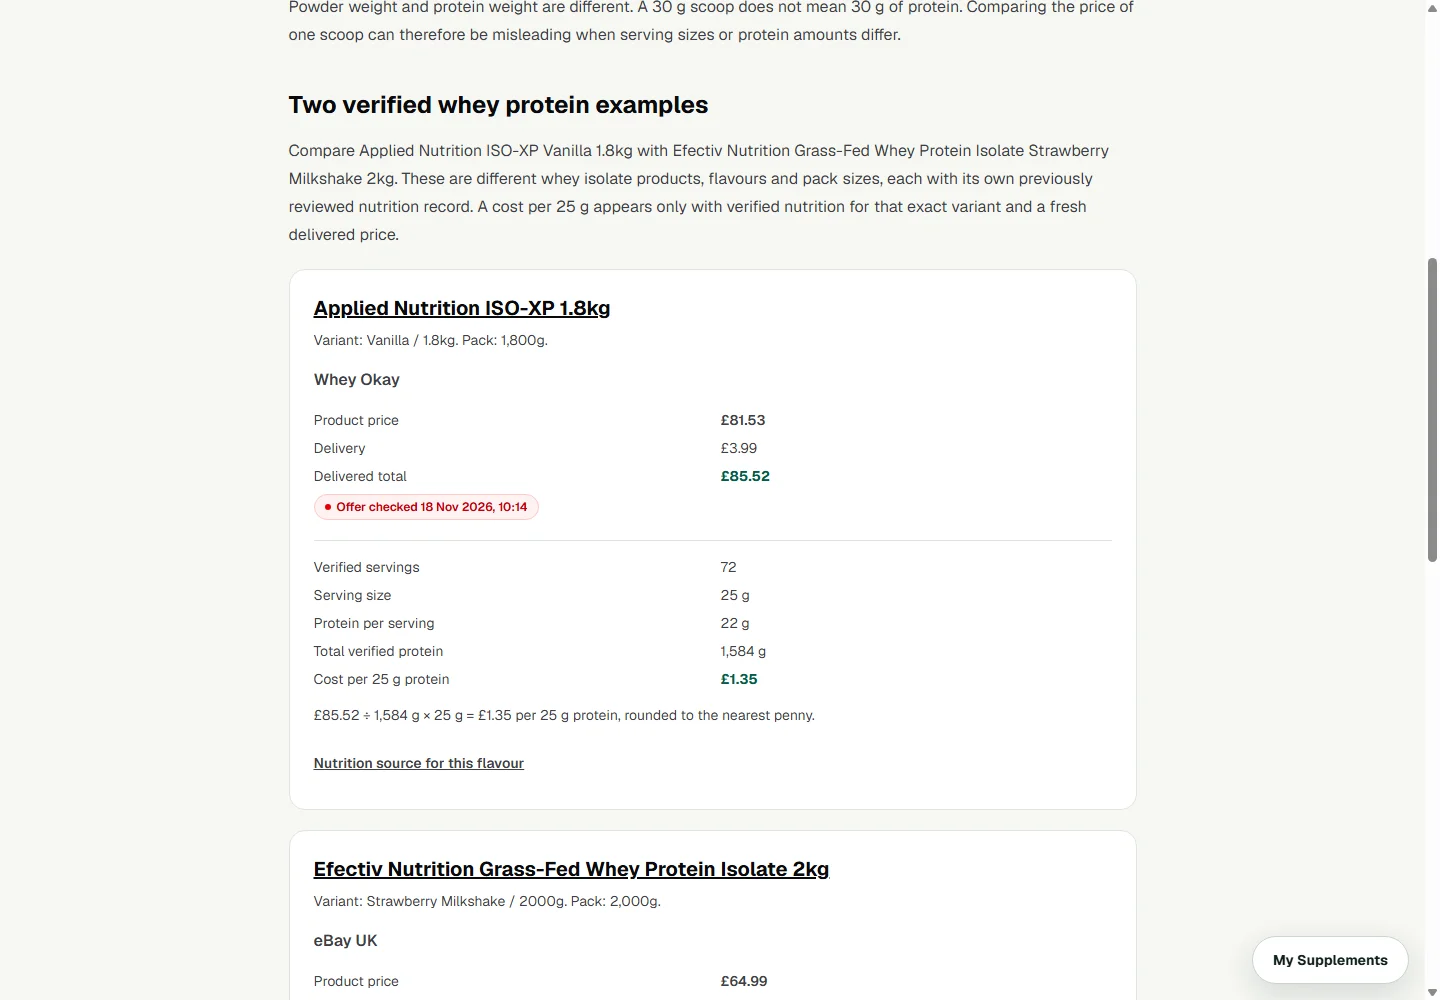 Powder weight and protein weight are different. A 30 g scoop does not mean 30 g of protein. Comparing the price of
one scoop can therefore be misleading when serving sizes or protein amounts differ.
Two verified whey protein examples
Compare Applied Nutrition ISO-XP Vanilla 1.8kg with Efectiv Nutrition Grass-Fed Whey Protein Isolate Strawberry
Milkshake 2kg. These are different whey isolate products, flavours and pack sizes, each with its own previously
reviewed nutrition record. A cost per 25 g appears only with verified nutrition for that exact variant and a fresh
delivered price.
Applied Nutrition ISO-XP 1.8kg
Variant: Vanilla / 1.8kg. Pack: 1,800g.
Whey Okay
Product price £81.53
Delivery £3.99
Delivered total £85.52
Offer checked 18 Nov 2026, 10:14
Verified servings 72
Serving size 25 g
Protein per serving 22 g
Total verified protein 1,584 g
Cost per 25 g protein £1.35
£85.52 ÷ 1,584 g × 25 g = £1.35 per 25 g protein, rounded to the nearest penny.
Nutrition source for this flavour
Efectiv Nutrition Grass-Fed Whey Protein Isolate 2kg
Variant: Strawberry Milkshake / 2000g. Pack: 2,000g.
eBay UK
Product price £64.99
My Supplements